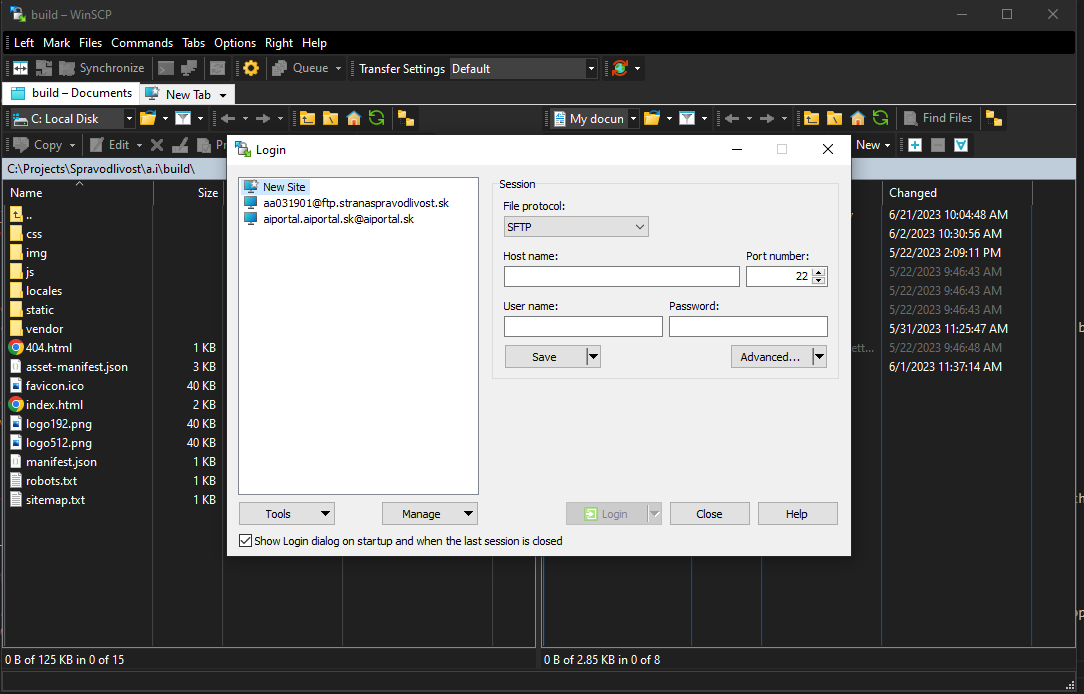 build – WinSCP
Left Mark Files Commands Tabs Options Right Help
Synchronize Queue Transfer Settings Default
build – Documents New Tab
C: Local Disk My docun Find Files
Copy Edit New
C:\Projects\Spravodlivost\a.i\build\
Name Size Changed
..
css
img
js
locales
static
vendor
404.html 1 KB
asset-manifest.json 3 KB
favicon.ico 40 KB
index.html 2 KB
logo192.png 40 KB
logo512.png 40 KB
manifest.json 1 KB
robots.txt 1 KB
sitemap.txt 1 KB
Login
New Site
aa031901@ftp.stranaspravodlivost.sk
aiportal.aiportal.sk@aiportal.sk
Session
File protocol:
SFTP
Host name: Port number:
22
User name: Password:
Save Advanced...
Tools Manage Login Close Help
Show Login dialog on startup and when the last session is closed
6/21/2023 10:04:48 AM
6/2/2023 10:30:56 AM
5/22/2023 2:09:11 PM
5/22/2023 9:46:43 AM
5/22/2023 9:46:43 AM
5/22/2023 9:46:43 AM
5/31/2023 11:25:47 AM
ett... 5/22/2023 9:46:48 AM
6/1/2023 11:37:14 AM
0 B of 125 KB in 0 of 15 0 B of 2.85 KB in 0 of 8